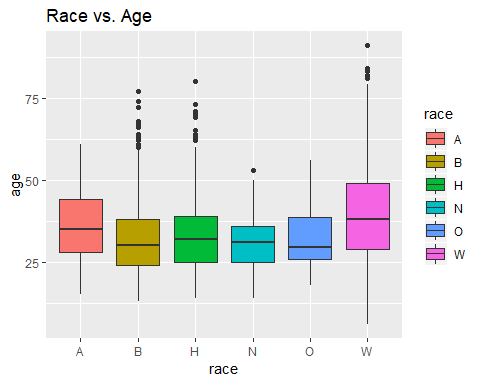 Race vs. Age
age
75
50
25
A B H N O W
race
race
A
B
H
N
O
W